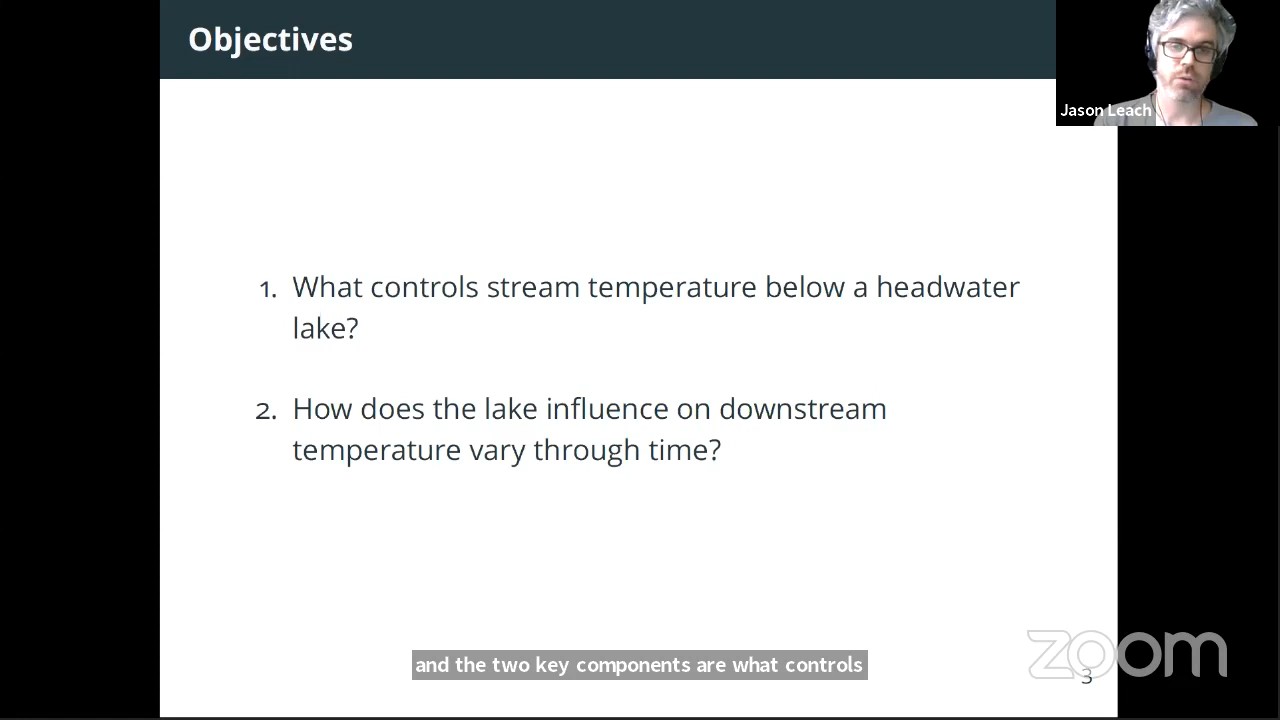 Objectives
Jason Leach
1. What controls stream temperature below a headwater
lake?
2. How does the lake influence on downstream
temperature vary through time?
and the two key components are what controls
zoom
3